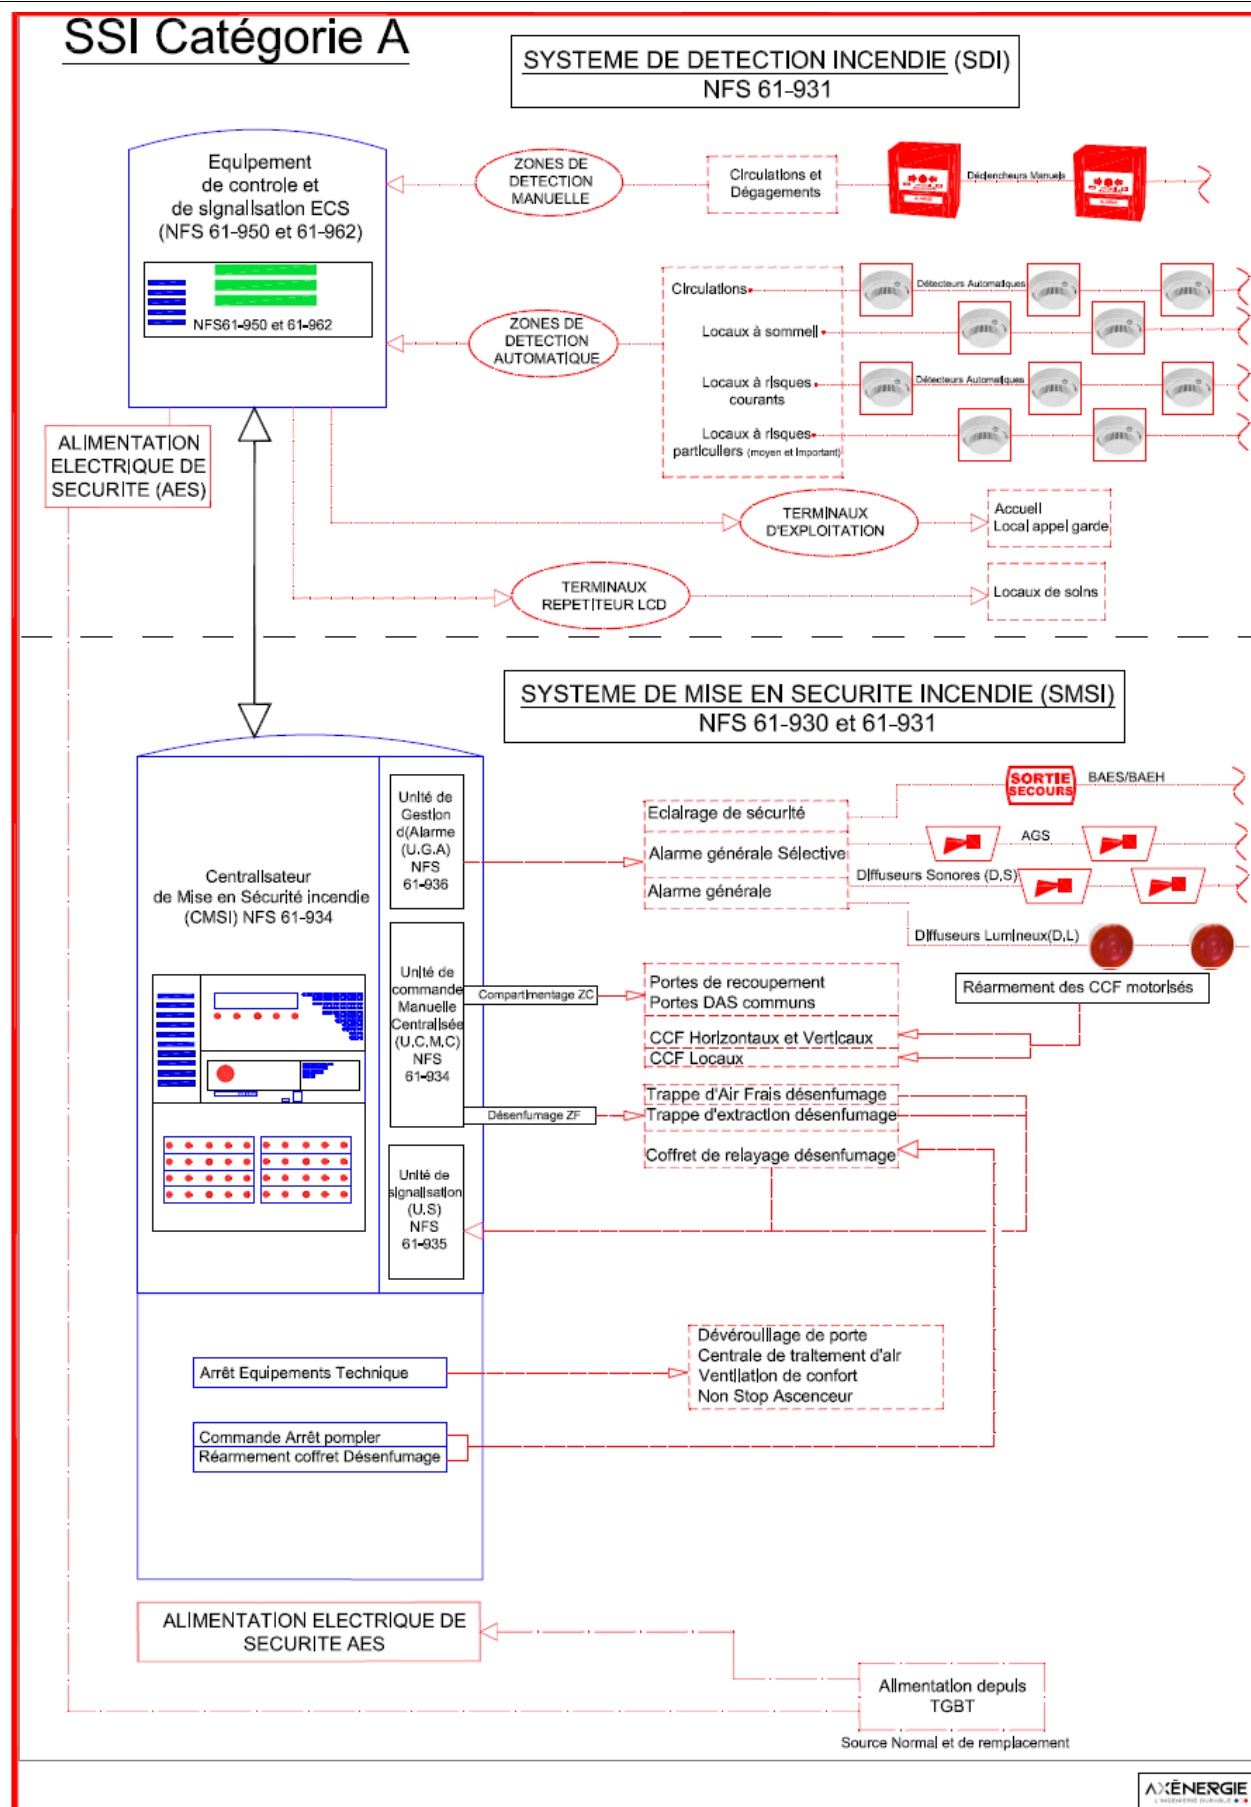 SSI Catégorie A
SYSTEME DE DETECTION INCENDIE (SDI)
NFS 61-931
Equipement
de controle et
de signalisation ECS
(NFS 61-950 et 61-962)
NFS61-950 et 61-962
ZONES DE
DETECTION
MANUELLE
Circulations et
Dégagements
Déclencheurs Manuels
ZONES DE
DETECTION
AUTOMATIQUE
Circulations
Détecteurs Automatiques
Locaux à sommeil
Locaux à risques
courants
Détecteurs Automatiques
Locaux à risques
particuliers (moyen et important)
ALIMENTATION
ELECTRIQUE DE
SECURITE (AES)
TERMINAUX
D'EXPLOITATION
Accueil
Local appel garde
TERMINAUX
REPETITEUR LCD
Locaux de soins
SYSTEME DE MISE EN SECURITE INCENDIE (SMSI)
NFS 61-930 et 61-931
Centralisateur
de Mise en Sécurité incendie
(CMSI) NFS 61-934
Unité de
Gestion
d(Alarme
(U.G.A)
NFS
61-936
Eclairage de sécurité
SORTIE
SECOURS
BAES/BAEH
Alarme générale Sélective
AGS
Alarme générale
Diffuseurs Sonores (D,S)
Diffuseurs Lumineux(D,L)
Unité de
commande
Manuelle
Centralisée
(U.C.M.C)
NFS
61-934
Compartimentage ZC
Portes de recoupement
Portes DAS communs
Réarmement des CCF motorisés
CCF Horizontaux et Verticaux
CCF Locaux
Désenfumage ZF
Trappe d'Air Frais désenfumage
Trappe d'extraction désenfumage
Coffret de relayage désenfumage
Unité de
signalisation
(U.S)
NFS
61-935
Arrêt Equipements Technique
Dévérouillage de porte
Centrale de traitement d'air
Ventilation de confort
Non Stop Ascenceur
Commande Arrêt pompier
Réarmement coffret Désenfumage
ALIMENTATION ELECTRIQUE DE
SECURITE AES
Alimentation depuis
TGBT
Source Normal et de remplacement
AXÉNERGIE
L'INGENIERIE DURABLE